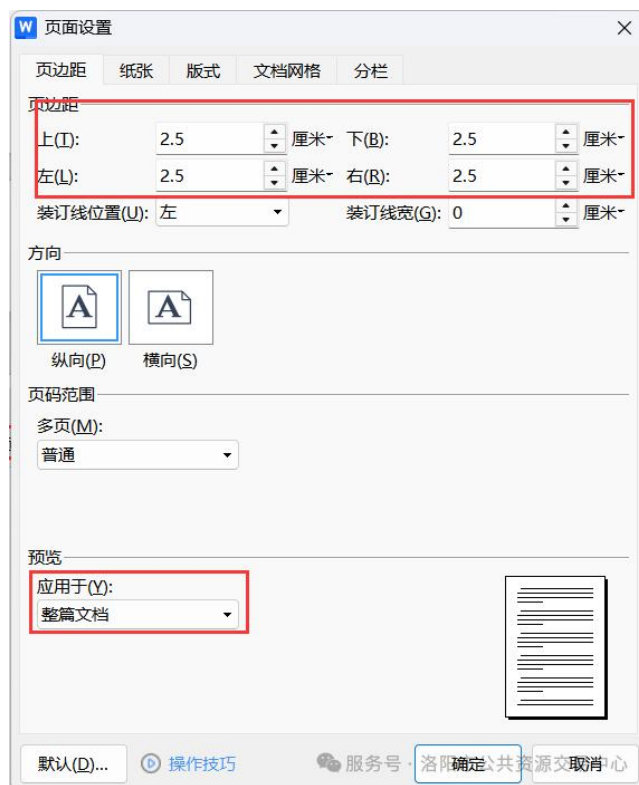 W 页面设置
页边距 纸张 版式 文档网格 分栏
页边距
上(T): 2.5 厘米 下(B): 2.5 厘米
左(L): 2.5 厘米 右(R): 2.5 厘米
装订线位置(U): 左 装订线宽(G): 0 厘米
方向
A A
纵向(P) 横向(S)
页码范围
多页(M):
普通
预览
应用于(Y):
整篇文档
默认(D)... 操作技巧 确定 取消
服务号 · 洛阳 公共资源交 中心